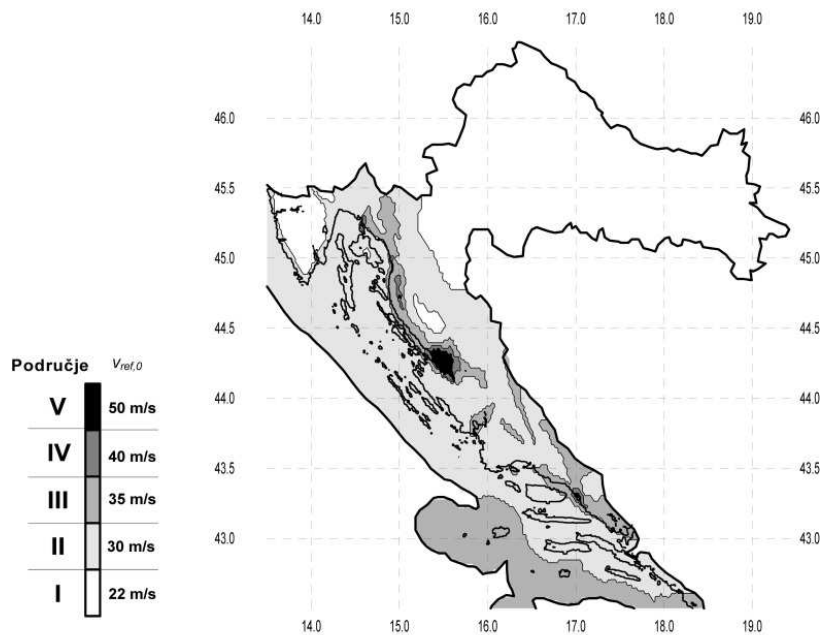 14.0 15.0 16.0 17.0 18.0 19.0
46.0 46.0
45.5 45.5
45.0 45.0
44.5 44.5
Područje Vref,0
44.0 44.0
V 50 m/s
IV 40 m/s
43.5 43.5
III 35 m/s
43.0 43.0
II 30 m/s
I 22 m/s
14.0 15.0 16.0 17.0 18.0 19.0